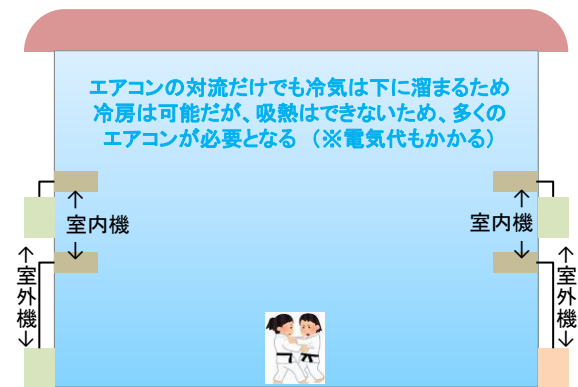 エアコンの対流だけでも冷気は下に溜まるため
冷房は可能だが、吸熱はできないため、多くの
エアコンが必要となる （※電気代もかかる）
↑
室内機
↓
↑
室内機
↓
↑室外機↓
↑室外機↓